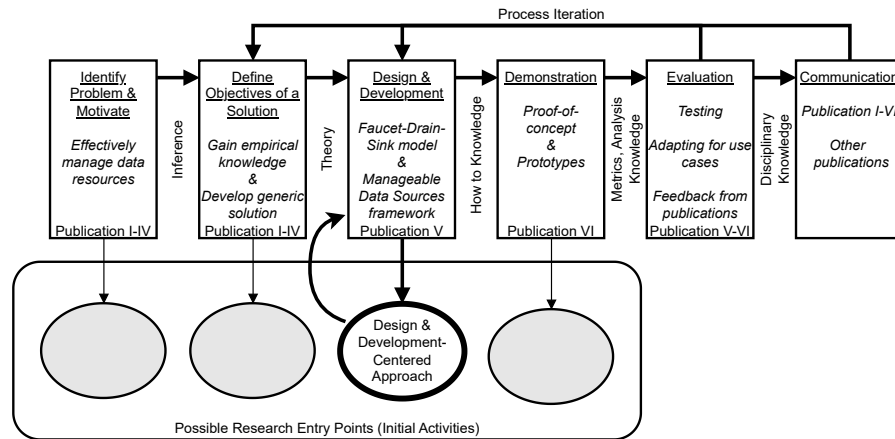 Process Iteration
Identify
Problem &
Motivate
Effectively
manage data
resources
Publication I-IV
Inference
Define
Objectives of a
Solution
Gain empirical
knowledge
&
Develop generic
solution
Publication I-IV
Theory
Design &
Development
Faucet-Drain-
Sink model
&
Manageable
Data Sources
framework
Publication V
How to Knowledge
Demonstration
Proof-of-
concept
&
Prototypes
Publication VI
Metrics, Analysis
Knowledge
Evaluation
Testing
Adapting for use
cases
Feedback from
publications
Publication V-VI
Disciplinary
Knowledge
Communication
Publication I-VI
Other
publications
Design &
Development-
Centered
Approach
Possible Research Entry Points (Initial Activities)